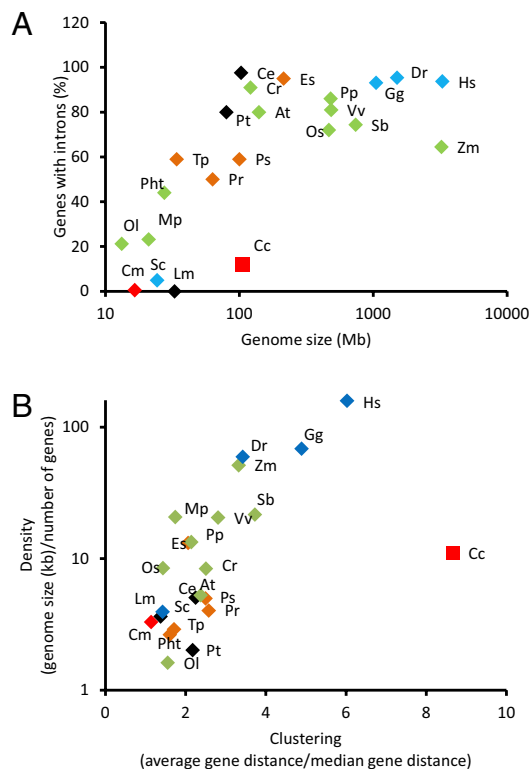 A
Genes with introns (%)
100
80
60
40
20
0
Ce
Cr
Es
Pt
At
Pp
Vv
Os
Sb
Gg
Dr
Hs
Zm
Tp
Ps
Pr
Pht
Ol
Mp
Cm
Sc
Lm
Cc
10
100
1000
10000
Genome size (Mb)
B
Density
(genome size (kb)/number of genes)
100
10
1
Hs
Dr
Gg
Zm
Mp
Vv
Sb
Es
Pp
Cc
Os
Cr
Ce
At
Lm
Sc
Ps
Pr
Cm
Tp
Pht
Pt
Ol
0
2
4
6
8
10
Clustering
(average gene distance/median gene distance)